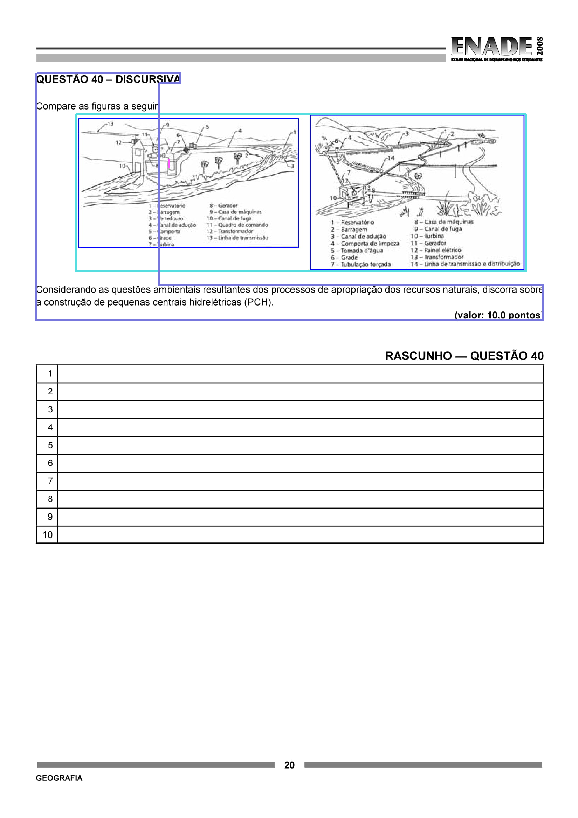 ENADE 2008
EXAME NACIONAL DE DESEMPENHO DOS ESTUDANTES
QUESTÃO 40 – DISCURSIVA
Compare as figuras a seguir
1 – Reservatório
2 – Barragem
3 – Vertedouro
4 – Canal de adução
5 – Comporta
6 – Grade
7 – Turbina
8 – Gerador
9 – Casa de máquinas
10 – Canal de fuga
11 – Quadro de comando
12 – Transformador
13 – Linha de transmissão
1 – Reservatório
2 – Barragem
3 – Canal de adução
4 – Comporta de limpeza
5 – Tomada d'água
6 – Grade
7 – Tubulação forçada
8 – Casa de máquinas
9 – Canal de fuga
10 – Turbina
11 – Gerador
12 – Painel elétrico
13 – Transformador
14 – Linha de transmissão e distribuição
Considerando as questões ambientais resultantes dos processos de apropriação dos recursos naturais, discorra sobre
a construção de pequenas centrais hidrelétricas (PCH).
(valor: 10,0 pontos)
RASCUNHO — QUESTÃO 40
1
2
3
4
5
6
7
8
9
10
20
GEOGRAFIA